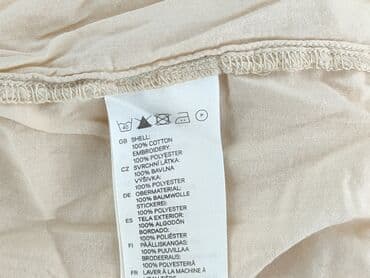 40
GB SHELL:
100% COTTON
EMBROIDERY:
100% POLYESTER
CZ SVRCHNÍ LÁTKA:
100% BAVLNA
VÝŠIVKA:
100% POLYESTER
DE OBERMATERIAL:
100% BAUMWOLLE
STICKEREI:
100% POLYESTER
ES TELA EXTERIOR:
100% ALGODÓN
BORDADO:
100% POLIÉSTER
FI PÄÄLLISKANGAS:
100% PUUVILLAA
BRODEERAUS:
100% POLYESTERIÄ
FR LAVER À LA MACHINE À